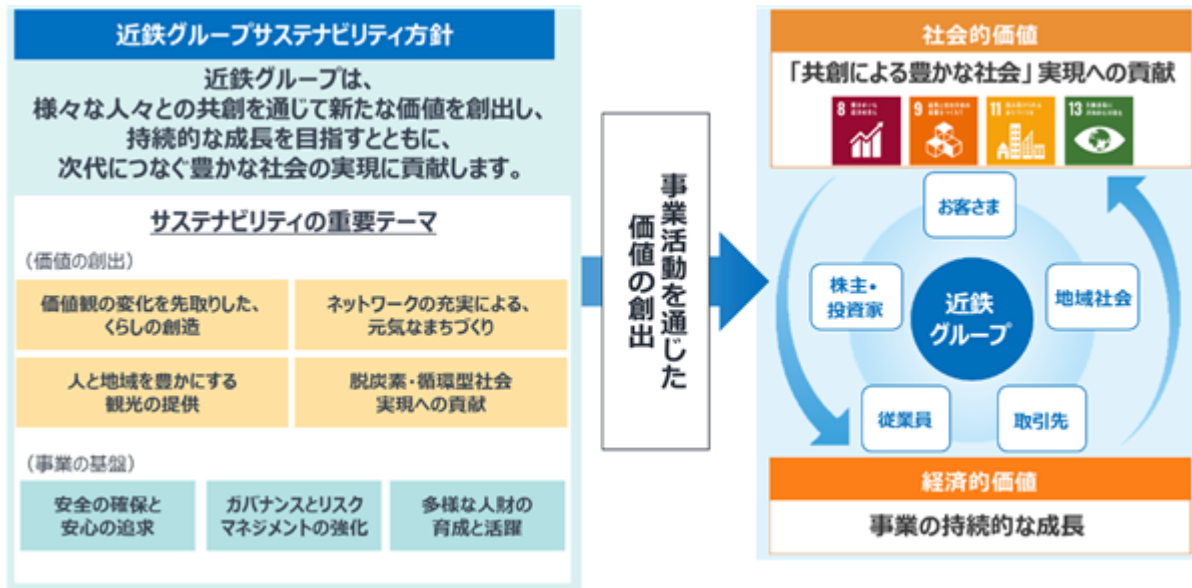 近鉄グループサステナビリティ方針
近鉄グループは、
様々な人々との共創を通じて新たな価値を創出し、
持続的な成長を目指すとともに、
次代につなぐ豊かな社会の実現に貢献します。
サステナビリティの重要テーマ
（価値の創出）
価値観の変化を先取りした、
くらしの創造
ネットワークの充実による、
元気なまちづくり
人と地域を豊かにする
観光の提供
脱炭素・循環型社会
実現への貢献
（事業の基盤）
安全の確保と
安心の追求
ガバナンスとリスク
マネジメントの強化
多様な人財の
育成と活躍
事業活動を通じた
価値の創出
社会的価値
「共創による豊かな社会」実現への貢献
8
9
11
13
お客さま
株主・
投資家
地域社会
近鉄
グループ
従業員
取引先
経済的価値
事業の持続的な成長